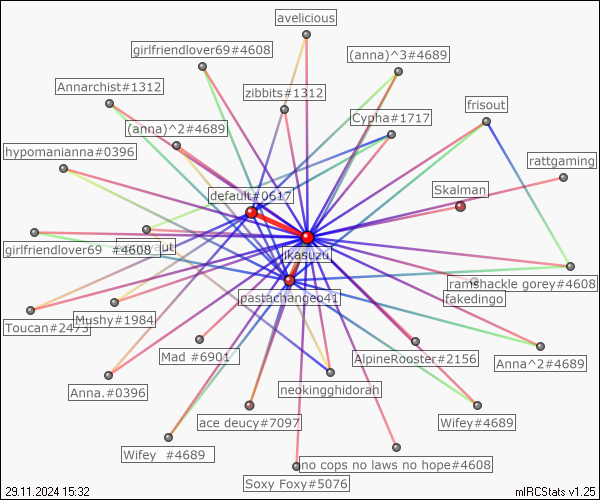 avelicious
girlfriendlover69#4608
(anna)^3#4689
Annarchist#1312
zibbits#1312
frisout
(anna)^2#4689
Cypha#1717
hypomanianna#0396
rattgaming
default#0617
Skalman
girlfriendlover69 #4608
ut
ikasuzu
ramshackle gorey#4608
pastachangeo41
fakedingo
Toucan#2473
Mushy#1984
Mad #6901
AlpineRooster#2156
Anna^2#4689
Anna.#0396
neokingghidorah
ace deucy#7097
Wifey#4689
Wifey #4689
no cops no laws no hope#4608
Soxy Foxy#5076
29.11.2024 15:32
mIRCStats v1.25